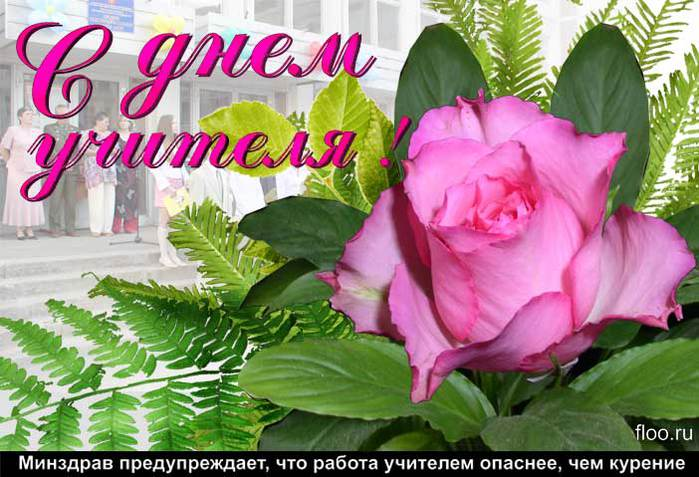 С днем
учителя !
floo.ru
Минздрав предупреждает, что работа учителем опаснее, чем курение